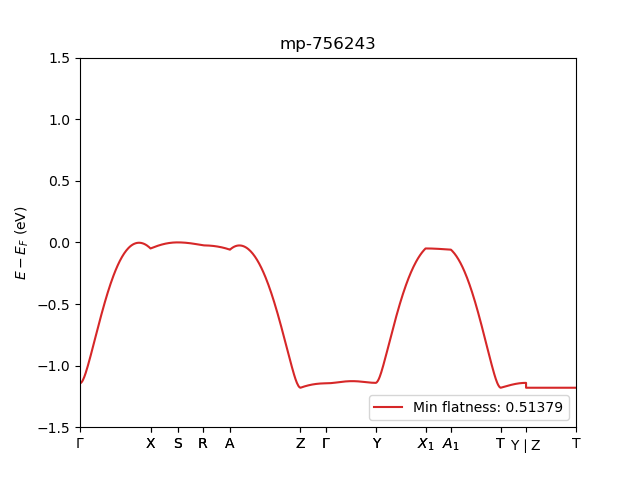 mp-756243
E − E_F (eV)
1.5
1.0
0.5
0.0
−0.5
−1.0
−1.5
Min flatness: 0.51379
Γ X S R A Z Γ Y X₁ A₁ T Y | Z T